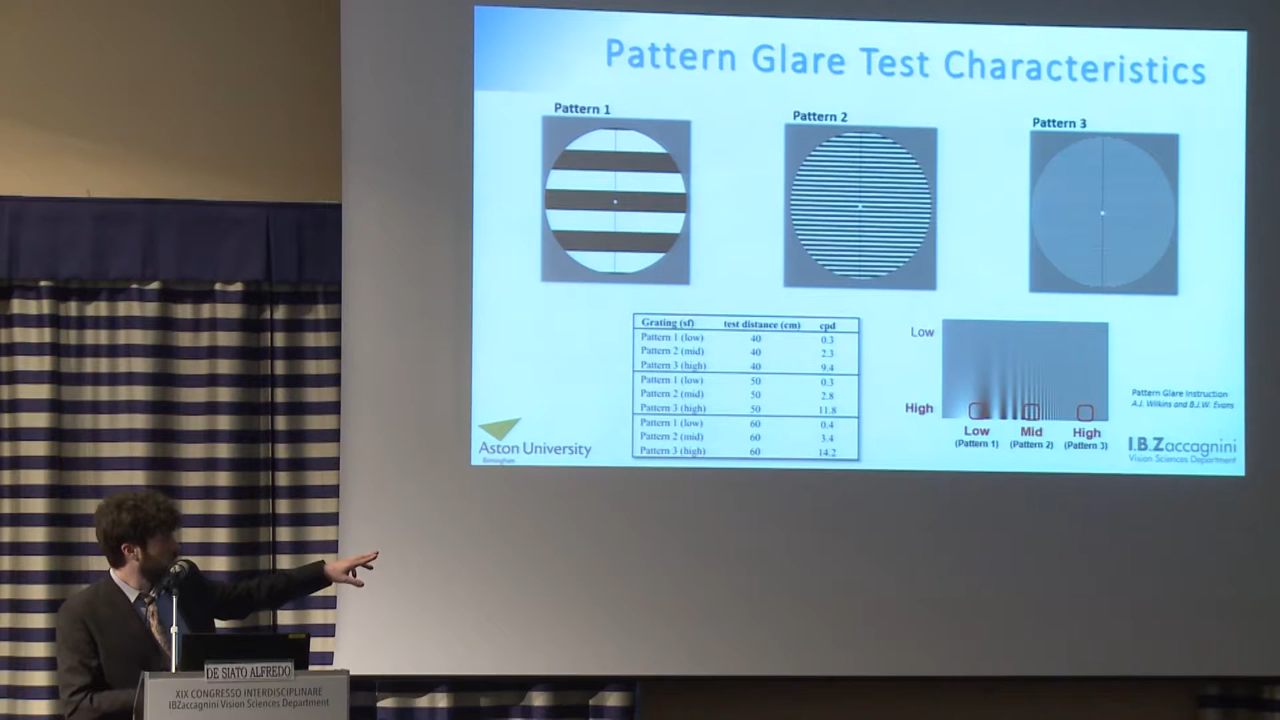 Pattern Glare Test Characteristics
Pattern 1
Pattern 2
Pattern 3
Grating (sf) test distance (cm) cpd
Pattern 1 (low) 40 0.3
Pattern 2 (mid) 40 2.3
Pattern 3 (high) 40 9.4
Pattern 1 (low) 50 0.3
Pattern 2 (mid) 50 2.8
Pattern 3 (high) 50 11.8
Pattern 1 (low) 60 0.4
Pattern 2 (mid) 60 3.4
Pattern 3 (high) 60 14.2
Low
High
Low Mid High
(Pattern 1) (Pattern 2) (Pattern 3)
Pattern Glare Instruction
A.J. Wilkins and B.J.W. Evans
Aston University
Birmingham
I.B.Zaccagnini
Vision Sciences Department
DE SIATO ALFREDO
XIX CONGRESSO INTERDISCIPLINARE
IBZaccagnini Vision Sciences Department